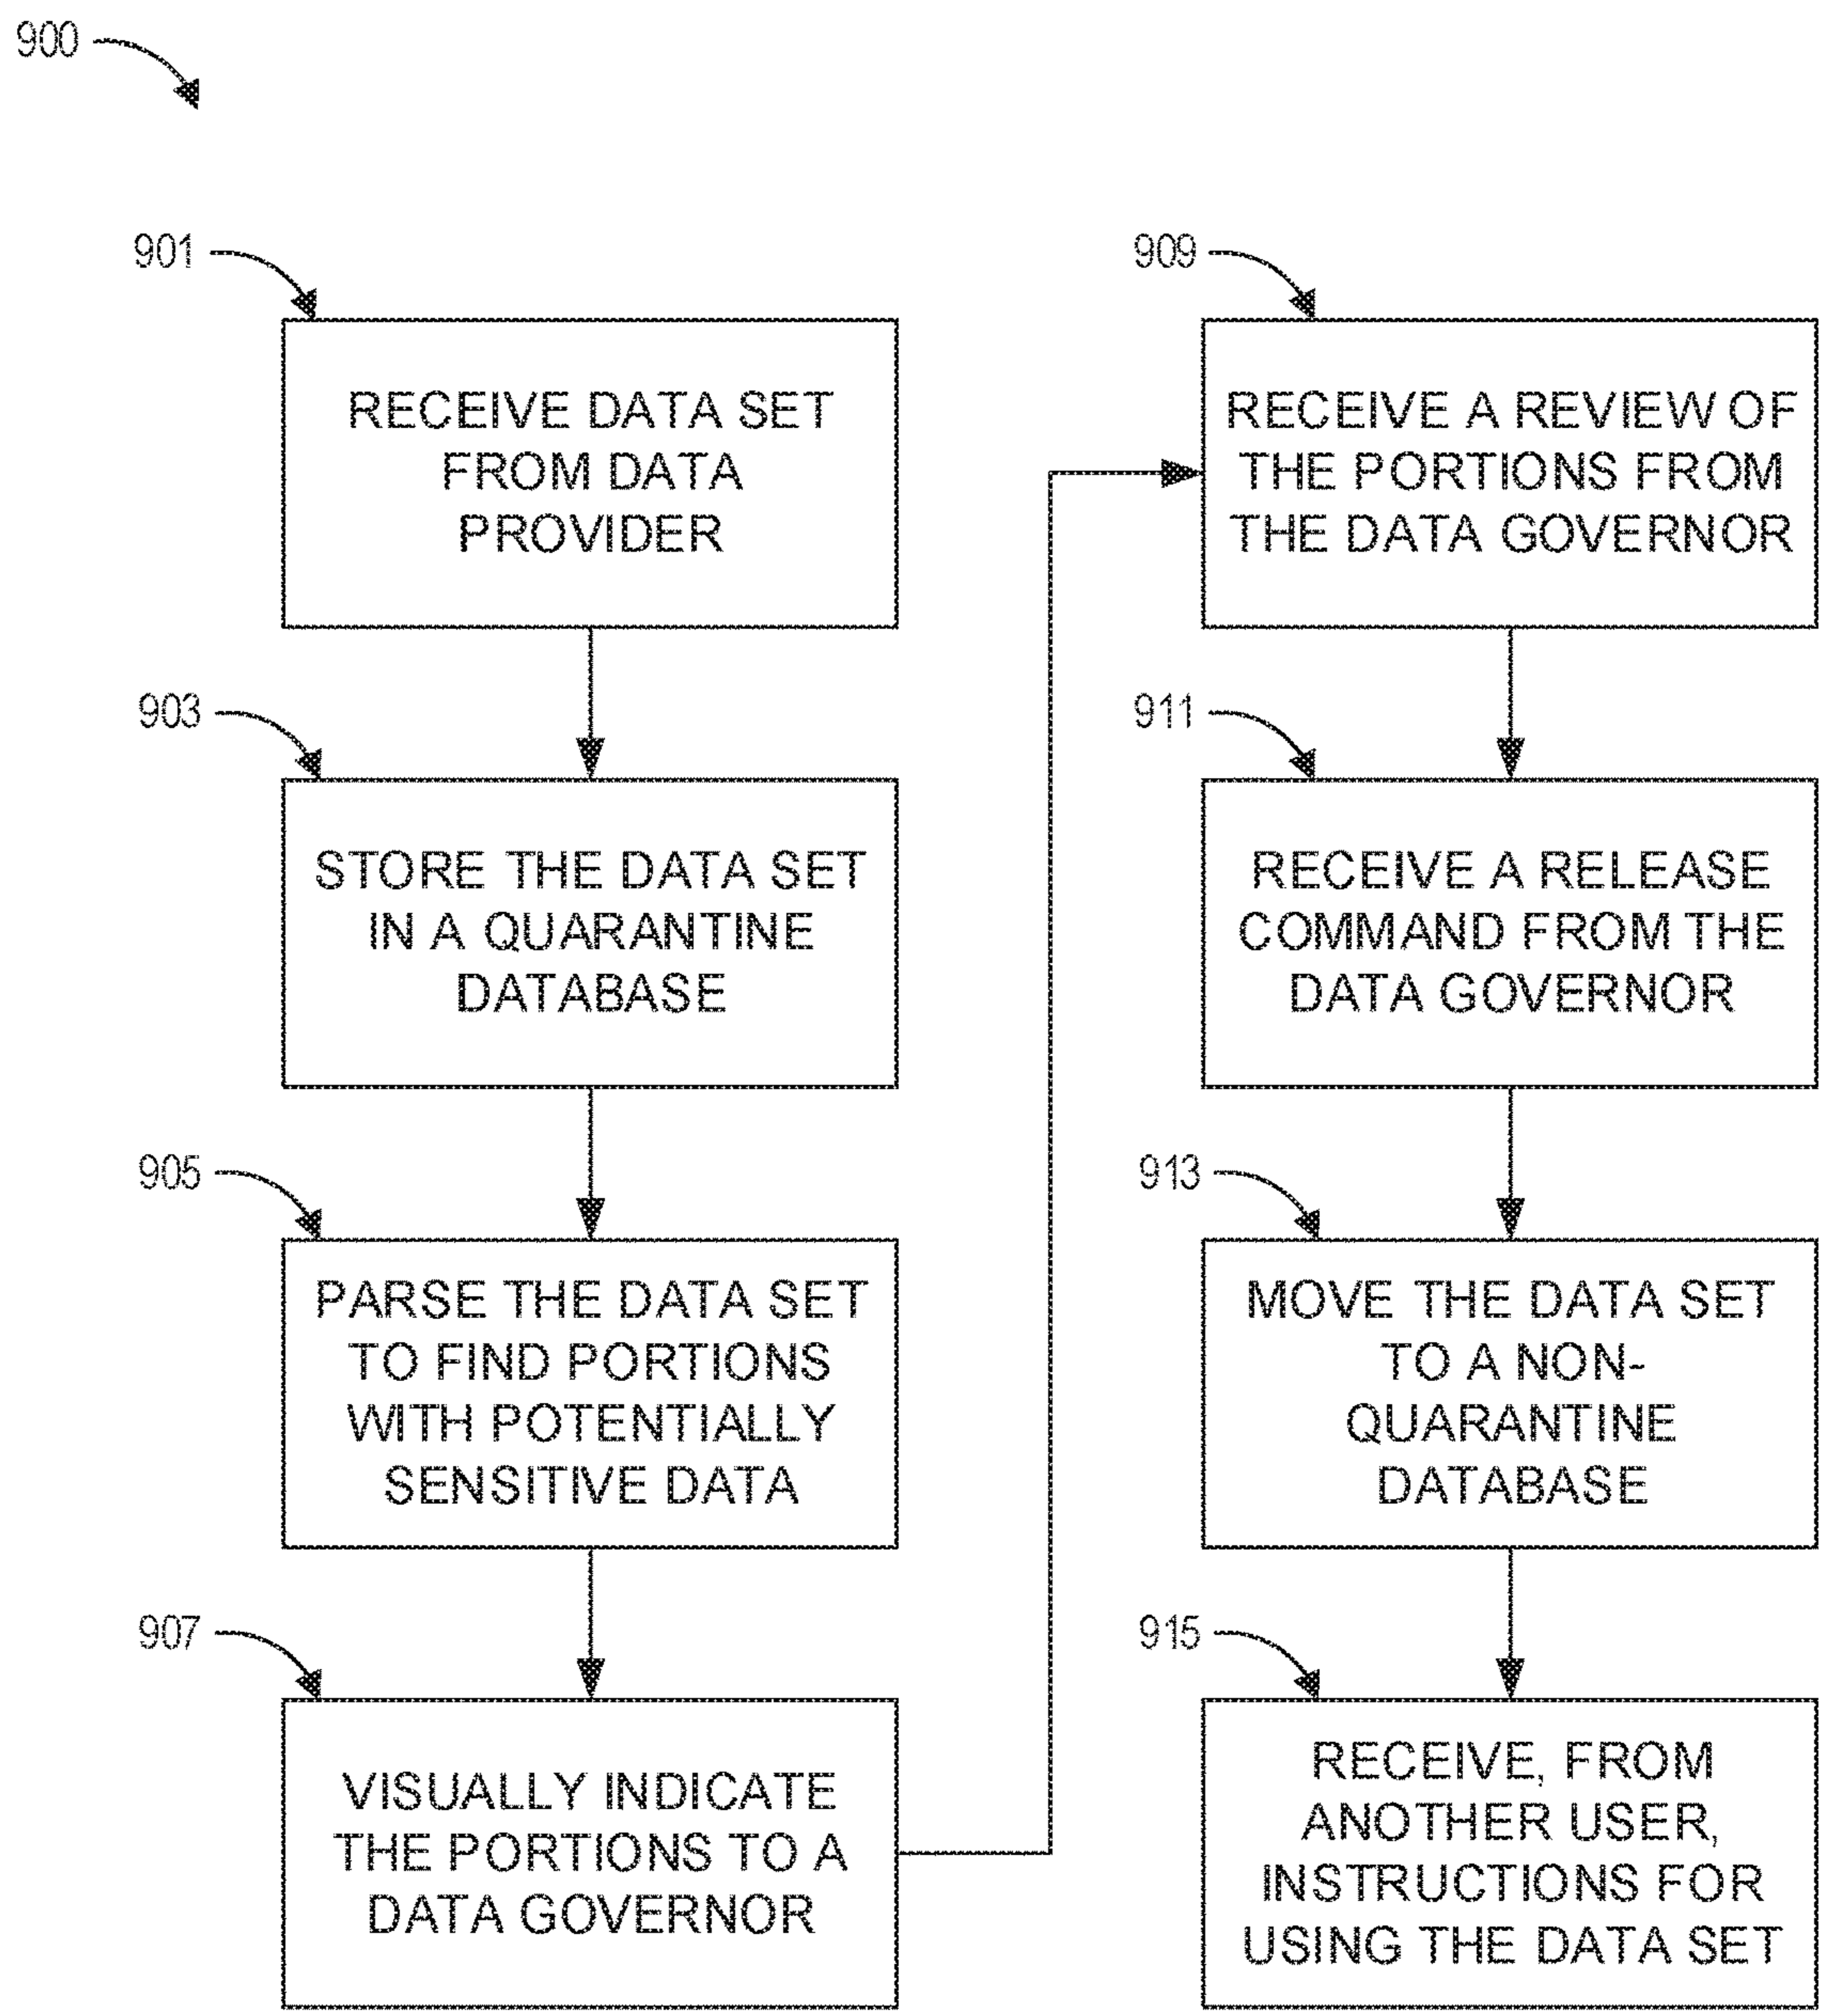 900
901
RECEIVE DATA SET
FROM DATA
PROVIDER
903
STORE THE DATA SET
IN A QUARANTINE
DATABASE
905
PARSE THE DATA SET
TO FIND PORTIONS
WITH POTENTIALLY
SENSITIVE DATA
907
VISUALLY INDICATE
THE PORTIONS TO A
DATA GOVERNOR
909
RECEIVE A REVIEW OF
THE PORTIONS FROM
THE DATA GOVERNOR
911
RECEIVE A RELEASE
COMMAND FROM THE
DATA GOVERNOR
913
MOVE THE DATA SET
TO A NON-
QUARANTINE
DATABASE
915
RECEIVE, FROM
ANOTHER USER,
INSTRUCTIONS FOR
USING THE DATA SET